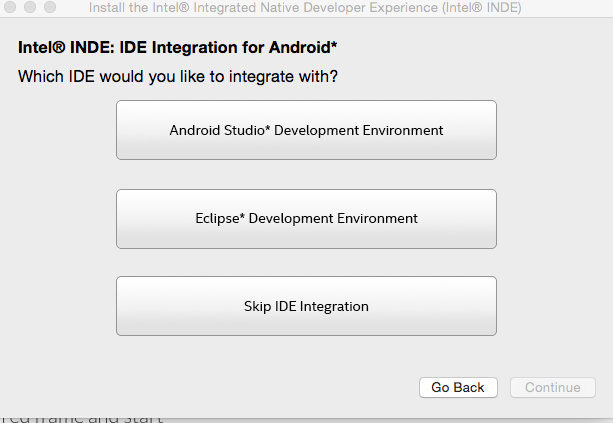 Install the Intel® Integrated Native Developer Experience (Intel® INDE)
Intel® INDE: IDE Integration for Android*
Which IDE would you like to integrate with?
Android Studio* Development Environment
Eclipse* Development Environment
Skip IDE Integration
Go Back
Continue
frame and start